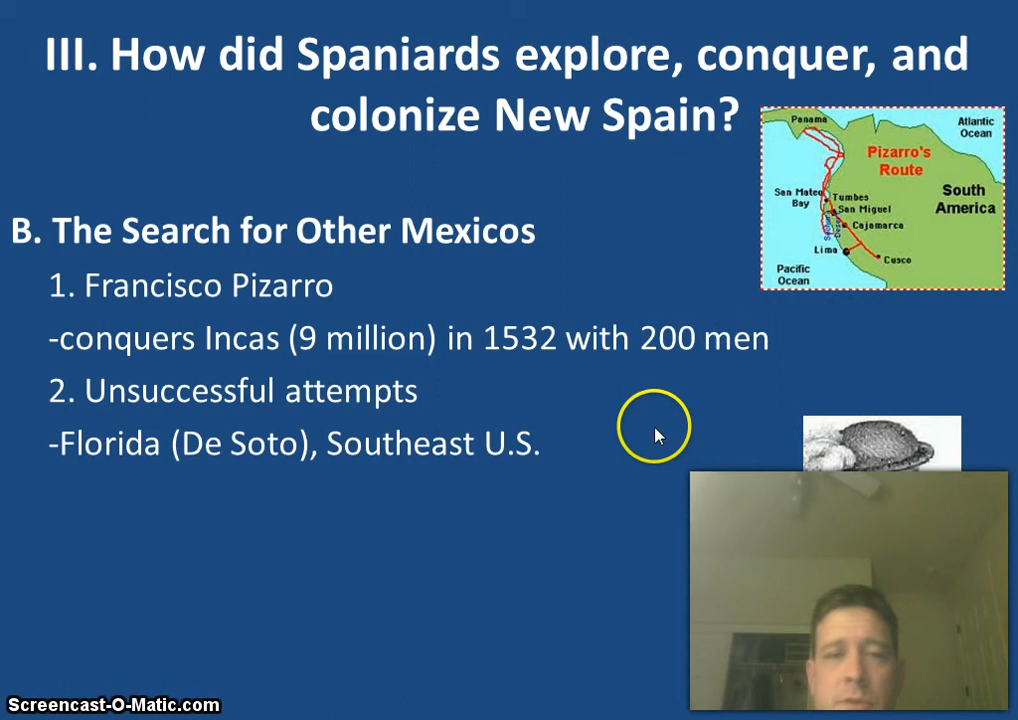 III. How did Spaniards explore, conquer, and
colonize New Spain?
B. The Search for Other Mexicos
1. Francisco Pizarro
-conquers Incas (9 million) in 1532 with 200 men
2. Unsuccessful attempts
-Florida (De Soto), Southeast U.S.
Panama
Atlantic
Ocean
Pizarro's
Route
San Mateo
Bay
Tumbes
San Miguel
South
America
Cajamarca
Lima
Cusco
Pacific
Ocean
Screencast-O-Matic.com